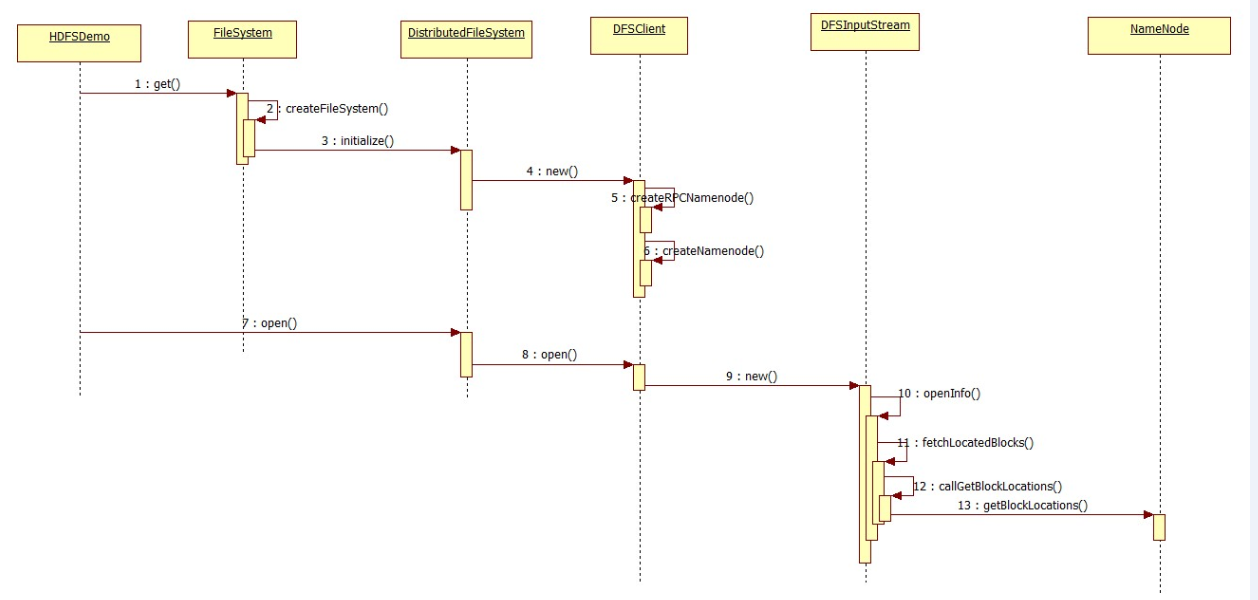 HDFSDemo
FileSystem
DistributedFileSystem
DFSClient
DFSInputStream
NameNode
1 : get()
2 : createFileSystem()
3 : initialize()
4 : new()
5 : createRPCNamenode()
6 : createNamenode()
7 : open()
8 : open()
9 : new()
10 : openInfo()
11 : fetchLocatedBlocks()
12 : callGetBlockLocations()
13 : getBlockLocations()